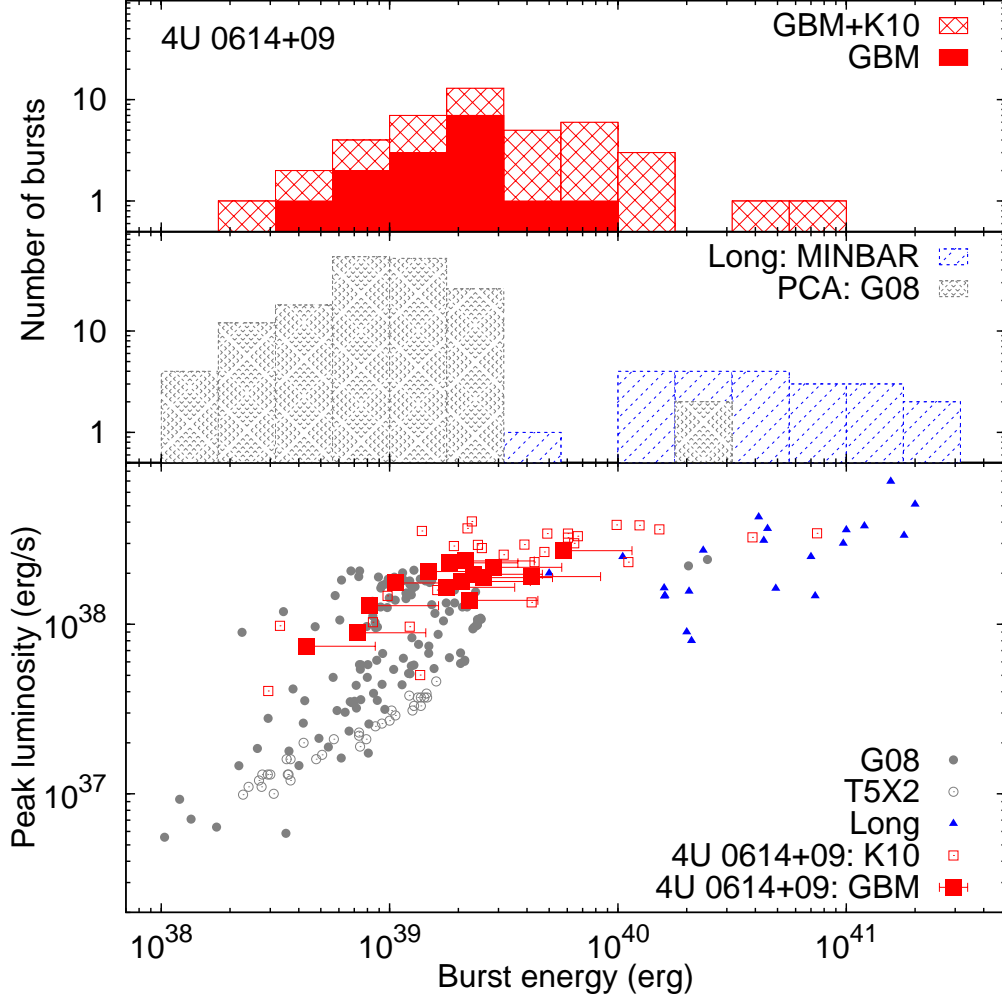 4U 0614+09
GBM+K10
GBM
Number of bursts
10
1
Long: MINBAR
PCA: G08
10
1
Peak luminosity (erg/s)
10^38
10^37
G08
T5X2
Long
4U 0614+09: K10
4U 0614+09: GBM
10^38
10^39
10^40
10^41
Burst energy (erg)